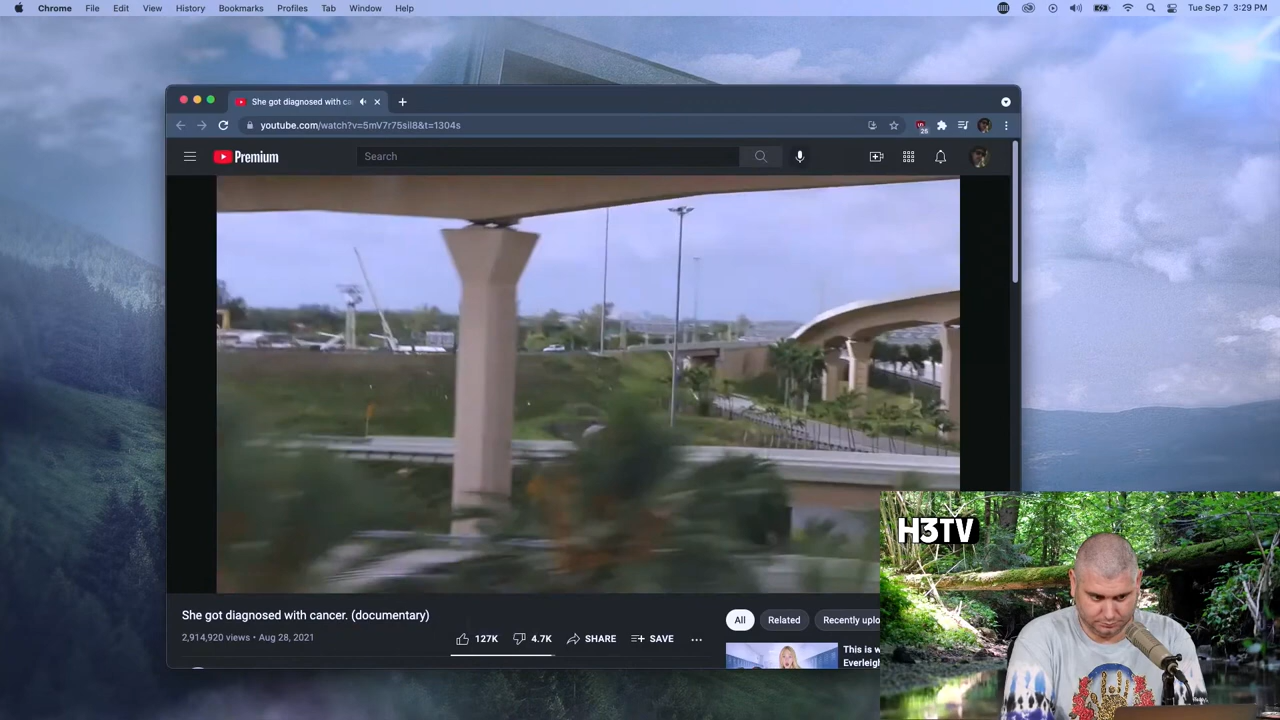 Chrome File Edit View History Bookmarks Profiles Tab Window Help Tue Sep 7 3:29 PM
She got diagnosed with ca
youtube.com/watch?v=5mV7r75sil8&t=1304s
26
Premium Search
H3TV
She got diagnosed with cancer. (documentary)
2,914,920 views • Aug 28, 2021 127K 4.7K SHARE SAVE
All Related Recently uplo
This is w
Everleigh